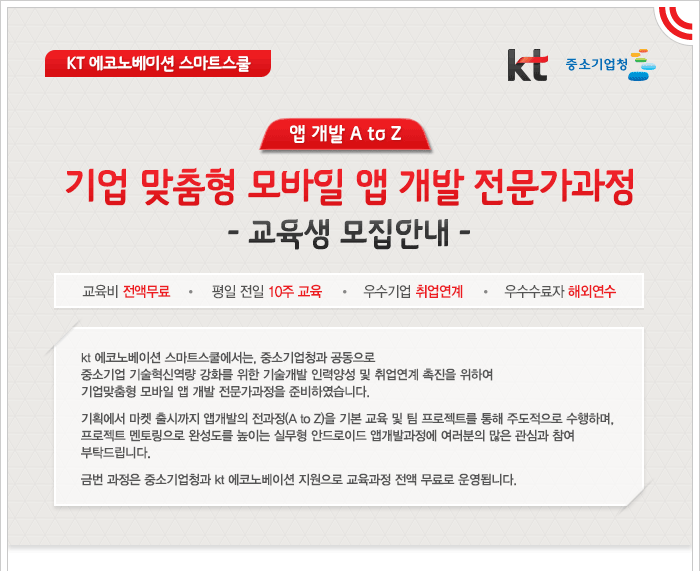 KT 에코노베이션 스마트스쿨
kt 중소기업청
앱 개발 A to Z
기업 맞춤형 모바일 앱 개발 전문가과정
- 교육생 모집안내 -
교육비 전액무료 • 평일 전일 10주 교육 • 우수기업 취업연계 • 우수수료자 해외연수
kt 에코노베이션 스마트스쿨에서는, 중소기업청과 공동으로
중소기업 기술혁신역량 강화를 위한 기술개발 인력양성 및 취업연계 촉진을 위하여
기업맞춤형 모바일 앱 개발 전문가과정을 준비하였습니다.
기획에서 마켓 출시까지 앱개발의 전과정(A to Z)을 기본 교육 및 팀 프로젝트를 통해 주도적으로 수행하며,
프로젝트 멘토링으로 완성도를 높이는 실무형 안드로이드 앱개발과정에 여러분의 많은 관심과 참여
부탁드립니다.
금번 과정은 중소기업청과 kt 에코노베이션 지원으로 교육과정 전액 무료로 운영됩니다.